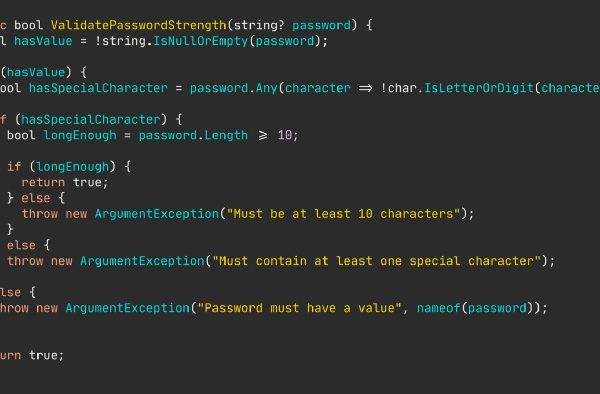 c bool ValidatePasswordStrength(string? password) {
l hasValue = !string.IsNullOrEmpty(password);
(hasValue) {
ool hasSpecialCharacter = password.Any(character => !char.IsLetterOrDigit(characte
f (hasSpecialCharacter) {
bool longEnough = password.Length >= 10;
if (longEnough) {
return true;
} else {
throw new ArgumentException("Must be at least 10 characters");
}
else {
throw new ArgumentException("Must contain at least one special character");
lse {
hrow new ArgumentException("Password must have a value", nameof(password));
urn true;